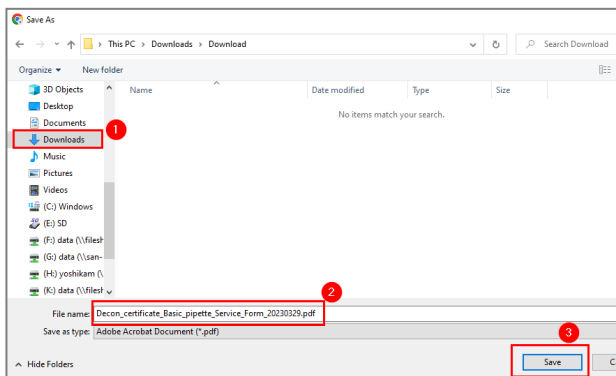 Save As
This PC > Downloads > Download
Search Download
Organize
New folder
Name
Date modified
Type
Size
No items match your search.
3D Objects
Desktop
Documents
1
Downloads
Music
Pictures
Videos
(C:) Windows
(E:) SD
(F:) data (\\filesh
(G:) data (\\san-
(H:) yoshikam (\
(K:) data (\\filesh
2
File name: Decon_certificate_Basic_pipette_Service_Form_20230329.pdf
Save as type: Adobe Acrobat Document (*.pdf)
3
Hide Folders
Save
C